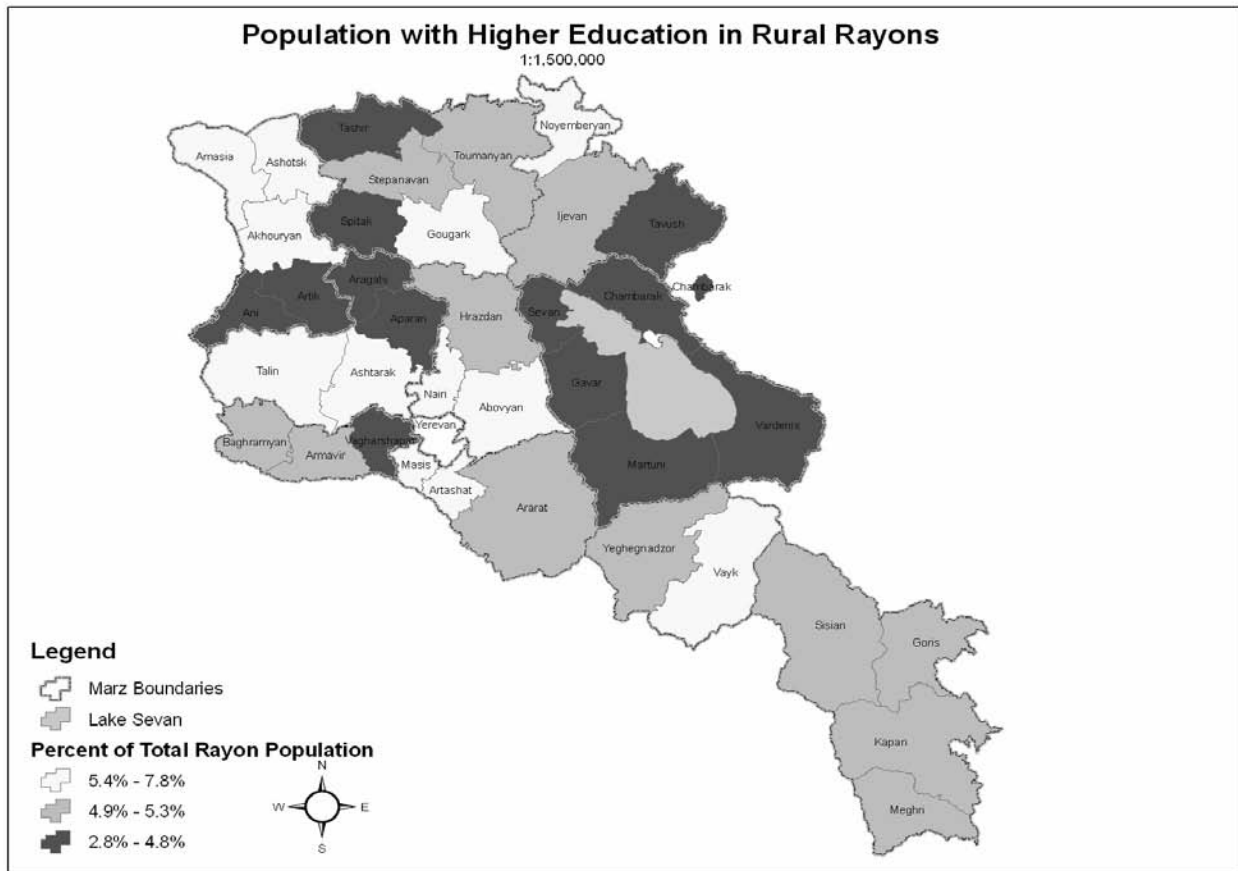 Population with Higher Education in Rural Rayons
1:1,500,000
Noyemberyan
Tashir
Toumanyan
Amasia
Ashotsk
Stepanavan
Ijevan
Tavush
Spitak
Akhouryan
Gougark
Chambarak
Chambarak
Aragats
Artik
Ani
Aparan
Hrazdan
Sevan
Talin
Ashtarak
Nairi
Abovyan
Gavar
Yerevan
Vardenis
Baghramyan
Armavir
Vagharshapat
Masis
Martuni
Artashat
Ararat
Yeghegnadzor
Vayk
Sisian
Goris
Kapan
Meghri
Legend
Marz Boundaries
Lake Sevan
Percent of Total Rayon Population
5.4% - 7.8%
4.9% - 5.3%
2.8% - 4.8%
N
W
E
S